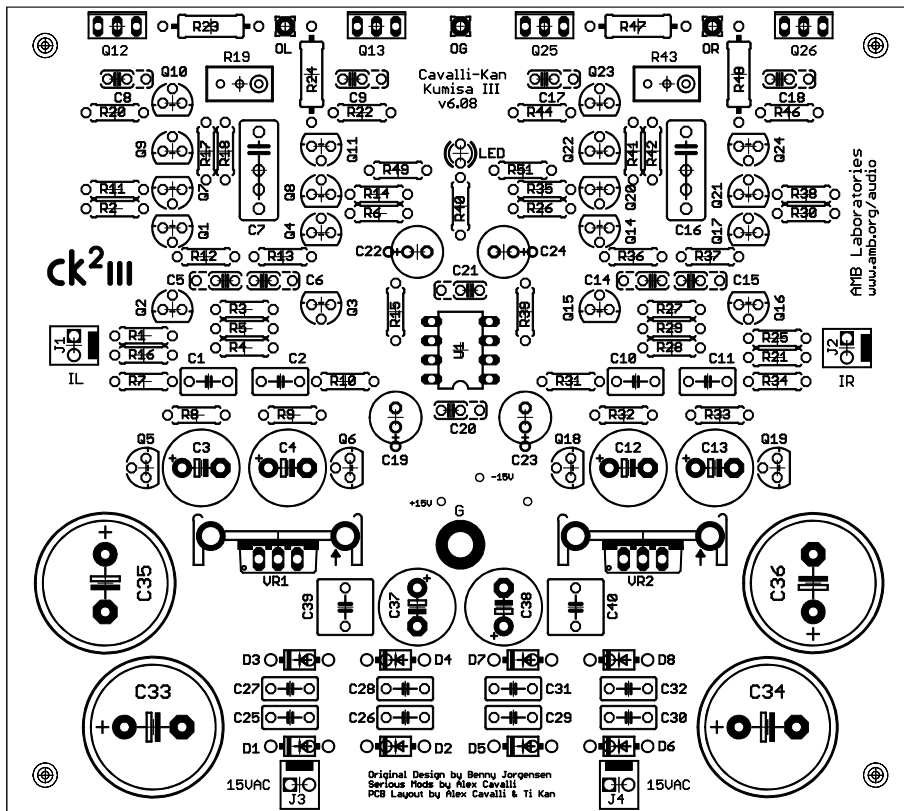 Q12
R23
OL
Q13
OG
Q25
R47
OR
Q26
Q10
R19
R24
Cavalli-Kan
Kumisa III
v6.08
Q23
R43
R48
C8
R20
C9
R22
C17
R44
C18
R46
Q9
R17
R18
Q11
LED
Q22
R41
R42
Q24
R49
R51
R11
R2
Q7
Q8
R14
R6
R40
R35
R26
Q20
Q21
R38
R30
Q1
C7
Q4
Q14
C16
Q17
AMB Laboratories
www.amb.org/audio
ck²III
R12
R13
C22
C24
R36
R37
C5
C6
C21
C14
C15
Q2
R3
Q3
R15
R39
Q15
R27
Q16
R5
R29
R4
R28
J1
IL
R1
R16
U1
R25
R21
J2
IR
R7
C1
C2
R10
R31
C10
C11
R34
R8
R9
C20
R32
R33
Q5
C3
C4
Q6
C19
C23
Q18
C12
C13
Q19
-15V
+15V
G
C35
VR1
VR2
C36
C39
C37
C38
C40
D3
D4
D7
D8
C33
C27
C28
C31
C32
C34
C25
C26
C29
C30
D1
D2
D5
D6
15VAC
J3
Original Design by Benny Jorgensen
Serious Mods by Alex Cavalli
PCB Layout by Alex Cavalli & Ti Kan
J4
15VAC